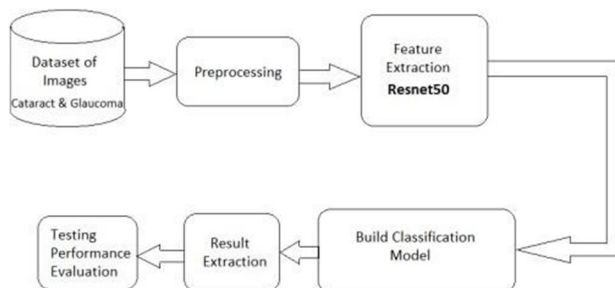 Dataset of
Images
Cataract & Glaucoma
Preprocessing
Feature
Extraction
Resnet50
Build Classification
Model
Result
Extraction
Testing
Performance
Evaluation